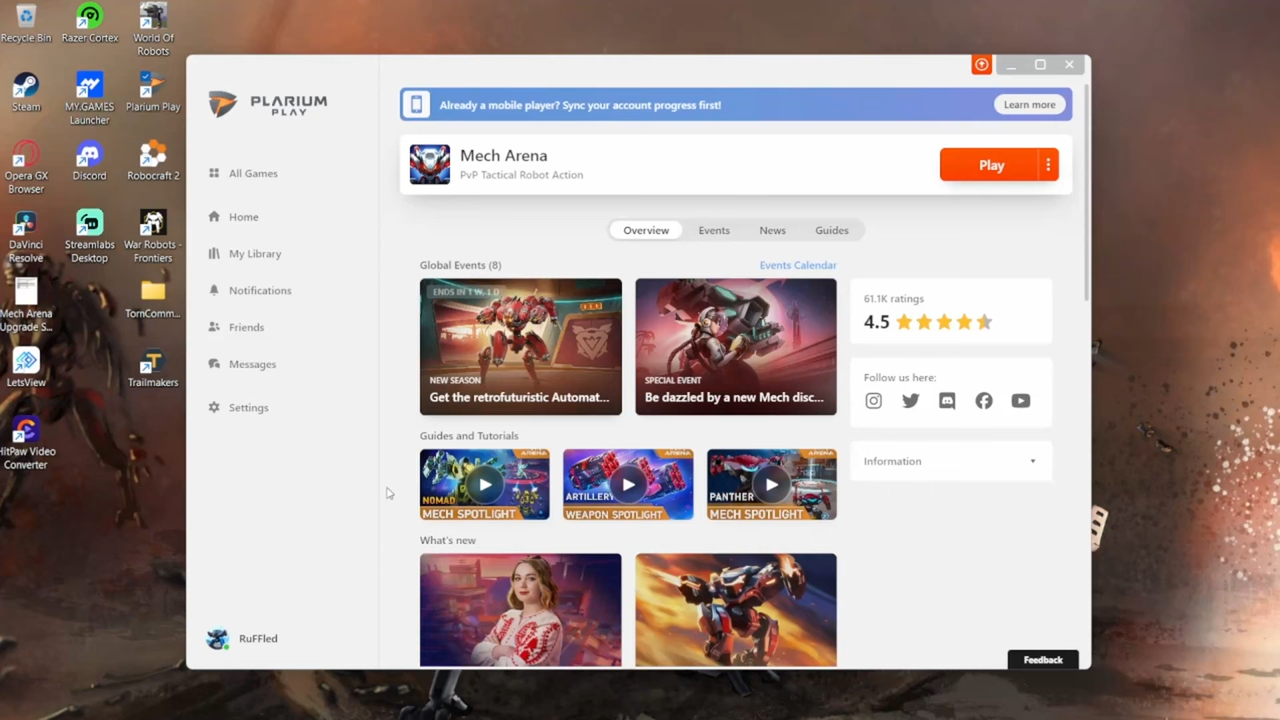 Recycle Bin
Razer Cortex
World Of
Robots
Steam
MY.GAMES
Launcher
Plarium Play
Opera GX
Browser
Discord
Robocraft 2
DaVinci
Resolve
Streamlabs
Desktop
War Robots -
Frontiers
Mech Arena
Upgrade S...
TornComm...
LetsView
Trailmakers
HitPaw Video
Converter
PLARIUM
PLAY
All Games
Home
My Library
Notifications
Friends
Messages
Settings
RuFFled
Already a mobile player? Sync your account progress first!
Learn more
Mech Arena
PvP Tactical Robot Action
Play
Overview
Events
News
Guides
Global Events (8)
Events Calendar
ENDS IN 1 W, 1 D
NEW SEASON
Get the retrofuturistic Automat...
SPECIAL EVENT
Be dazzled by a new Mech disc...
61.1K ratings
4.5
Follow us here:
Information
Guides and Tutorials
ARENA
NOMAD
MECH SPOTLIGHT
ARENA
ARTILLERY
WEAPON SPOTLIGHT
ARENA
PANTHER
MECH SPOTLIGHT
What's new
Feedback